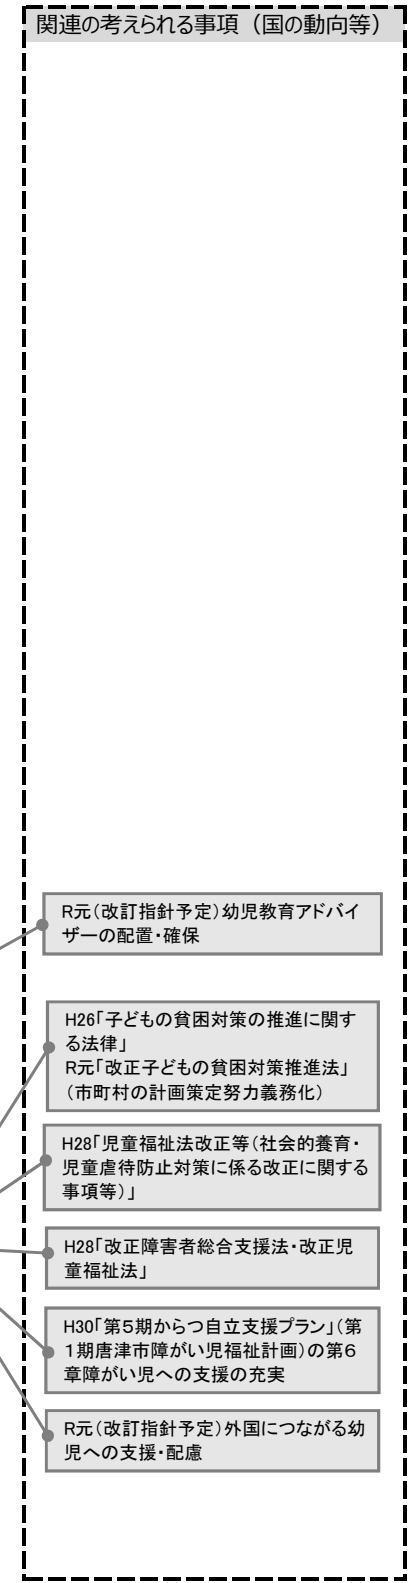 関連の考えられる事項（国の動向等）
R元（改訂指針予定）幼児教育アドバイ
ザーの配置・確保
H26「子どもの貧困対策の推進に関す
る法律」
R元「改正子どもの貧困対策推進法」
（市町村の計画策定努力義務化）
H28「児童福祉法改正等（社会的養育・
児童虐待防止対策に係る改正に関する
事項等）」
H28「改正障害者総合支援法・改正児
童福祉法」
H30「第５期からつ自立支援プラン」（第
１期唐津市障がい児福祉計画）の第６
章障がい児への支援の充実
R元（改訂指針予定）外国につながる幼
児への支援・配慮